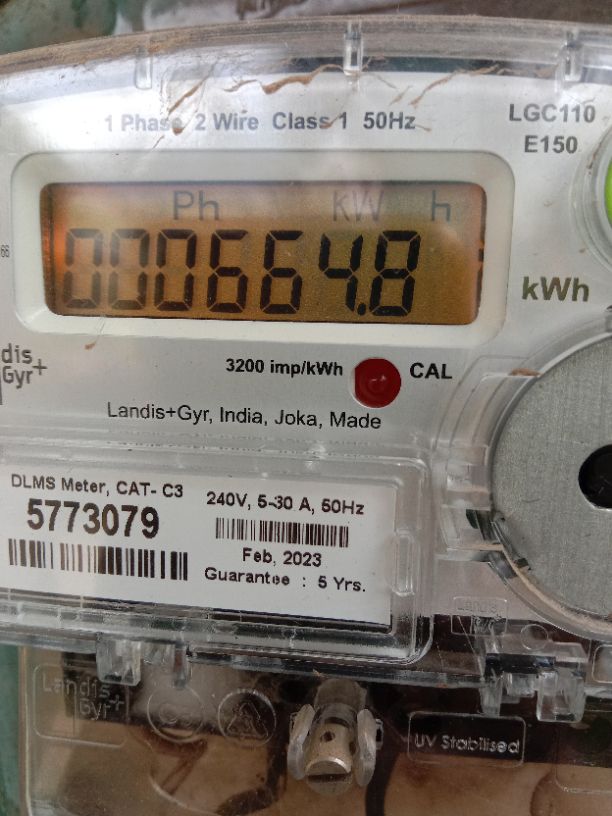 1 Phase 2 Wire Class 1 50Hz
LGC110
E150
Ph kW h
000664.8
kWh
66
dis
Gyr+
3200 imp/kWh
CAL
Landis+Gyr, India, Joka, Made
DLMS Meter, CAT- C3
5773079
240V, 5-30 A, 50Hz
Feb, 2023
Guarantee : 5 Yrs.
Landis
Landis+
Gyr
UV Stabilised